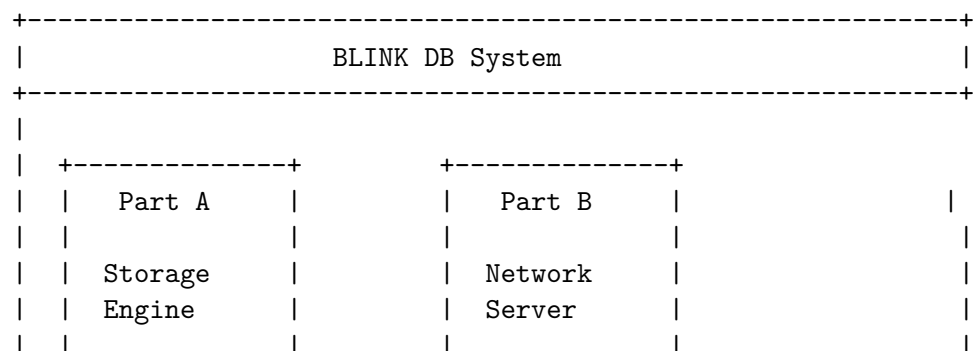 +-------------------------------------------------------------+
|                    BLINK DB System                          |
+-------------------------------------------------------------+
|
|  +--------------+         +--------------+
|  |   Part A     |         |   Part B     |                 |
|  |              |         |              |                  |
|  |  Storage     |         |  Network     |                  |
|  |  Engine      |         |  Server      |                  |
|  |              |         |              |                  |